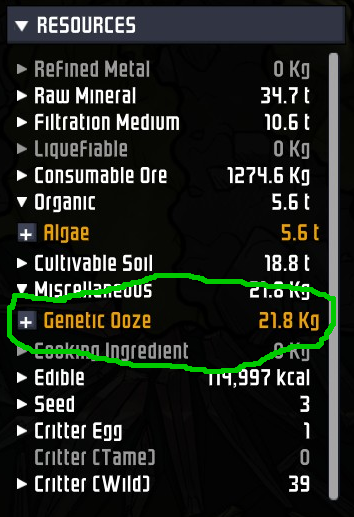 RESOURCES
Refined Metal 0 Kg
Raw Mineral 34.7 t
Filtration Medium 10.6 t
Liquefiable 0 Kg
Consumable Ore 1274.6 Kg
Organic 5.6 t
+ Algae 5.6 t
Cultivable Soil 18.8 t
Miscellaneous 21.8 Kg
+ Genetic Ooze 21.8 Kg
Cooking Ingredient 0 Kg
Edible 114,997 kcal
Seed 3
Critter Egg 1
Critter (Tame) 0
Critter (Wild) 39